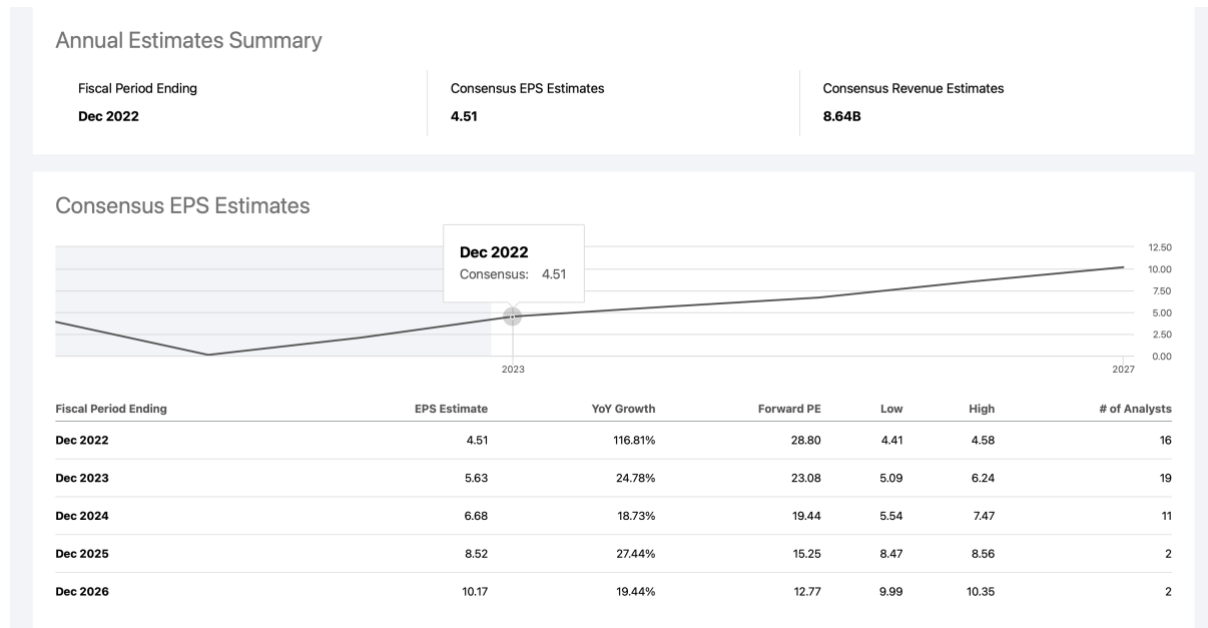 Annual Estimates Summary
Fiscal Period Ending Consensus EPS Estimates Consensus Revenue Estimates
Dec 2022 4.51 8.64B
Consensus EPS Estimates
Dec 2022
Consensus: 4.51
12.50
10.00
7.50
5.00
2.50
0.00
2023 2027
Fiscal Period Ending EPS Estimate YoY Growth Forward PE Low High # of Analysts
Dec 2022 4.51 116.81% 28.80 4.41 4.58 16
Dec 2023 5.63 24.78% 23.08 5.09 6.24 19
Dec 2024 6.68 18.73% 19.44 5.54 7.47 11
Dec 2025 8.52 27.44% 15.25 8.47 8.56 2
Dec 2026 10.17 19.44% 12.77 9.99 10.35 2